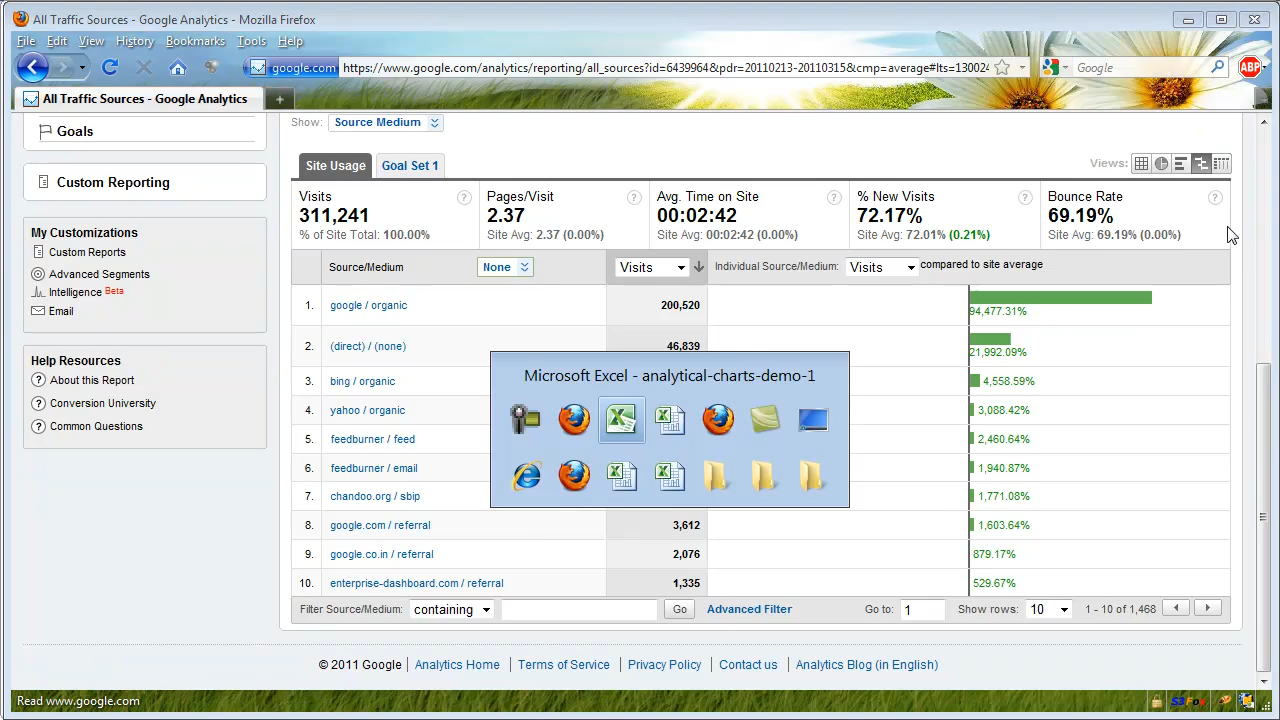 All Traffic Sources - Google Analytics - Mozilla Firefox
File Edit View History Bookmarks Tools Help
google.com https://www.google.com/analytics/reporting/all_sources?id=6439964&pdr=20110213-20110315&cmp=average#lts=13002 Google ABP
All Traffic Sources - Google Analytics +
Goals
Custom Reporting
My Customizations
Custom Reports
Advanced Segments
Intelligence Beta
Email
Help Resources
? About this Report
? Conversion University
? Common Questions
Show: Source Medium
Site Usage Goal Set 1 Views:
Visits ? Pages/Visit ? Avg. Time on Site ? % New Visits ? Bounce Rate ?
311,241 2.37 00:02:42 72.17% 69.19%
% of Site Total: 100.00% Site Avg: 2.37 (0.00%) Site Avg: 00:02:42 (0.00%) Site Avg: 72.01% (0.21%) Site Avg: 69.19% (0.00%)
Source/Medium None Visits Individual Source/Medium: Visits compared to site average
1. google / organic 200,520 94,477.31%
2. (direct) / (none) 46,839 21,992.09%
3. bing / organic 4,558.59%
4. yahoo / organic 3,088.42%
5. feedburner / feed 2,460.64%
6. feedburner / email 1,940.87%
7. chandoo.org / sbip 1,771.08%
8. google.com / referral 3,612 1,603.64%
9. google.co.in / referral 2,076 879.17%
10. enterprise-dashboard.com / referral 1,335 529.67%
Microsoft Excel - analytical-charts-demo-1
Filter Source/Medium: containing Go Advanced Filter Go to: 1 Show rows: 10 1 - 10 of 1,468
© 2011 Google Analytics Home Terms of Service Privacy Policy Contact us Analytics Blog (in English)
Read www.google.com S3Fox